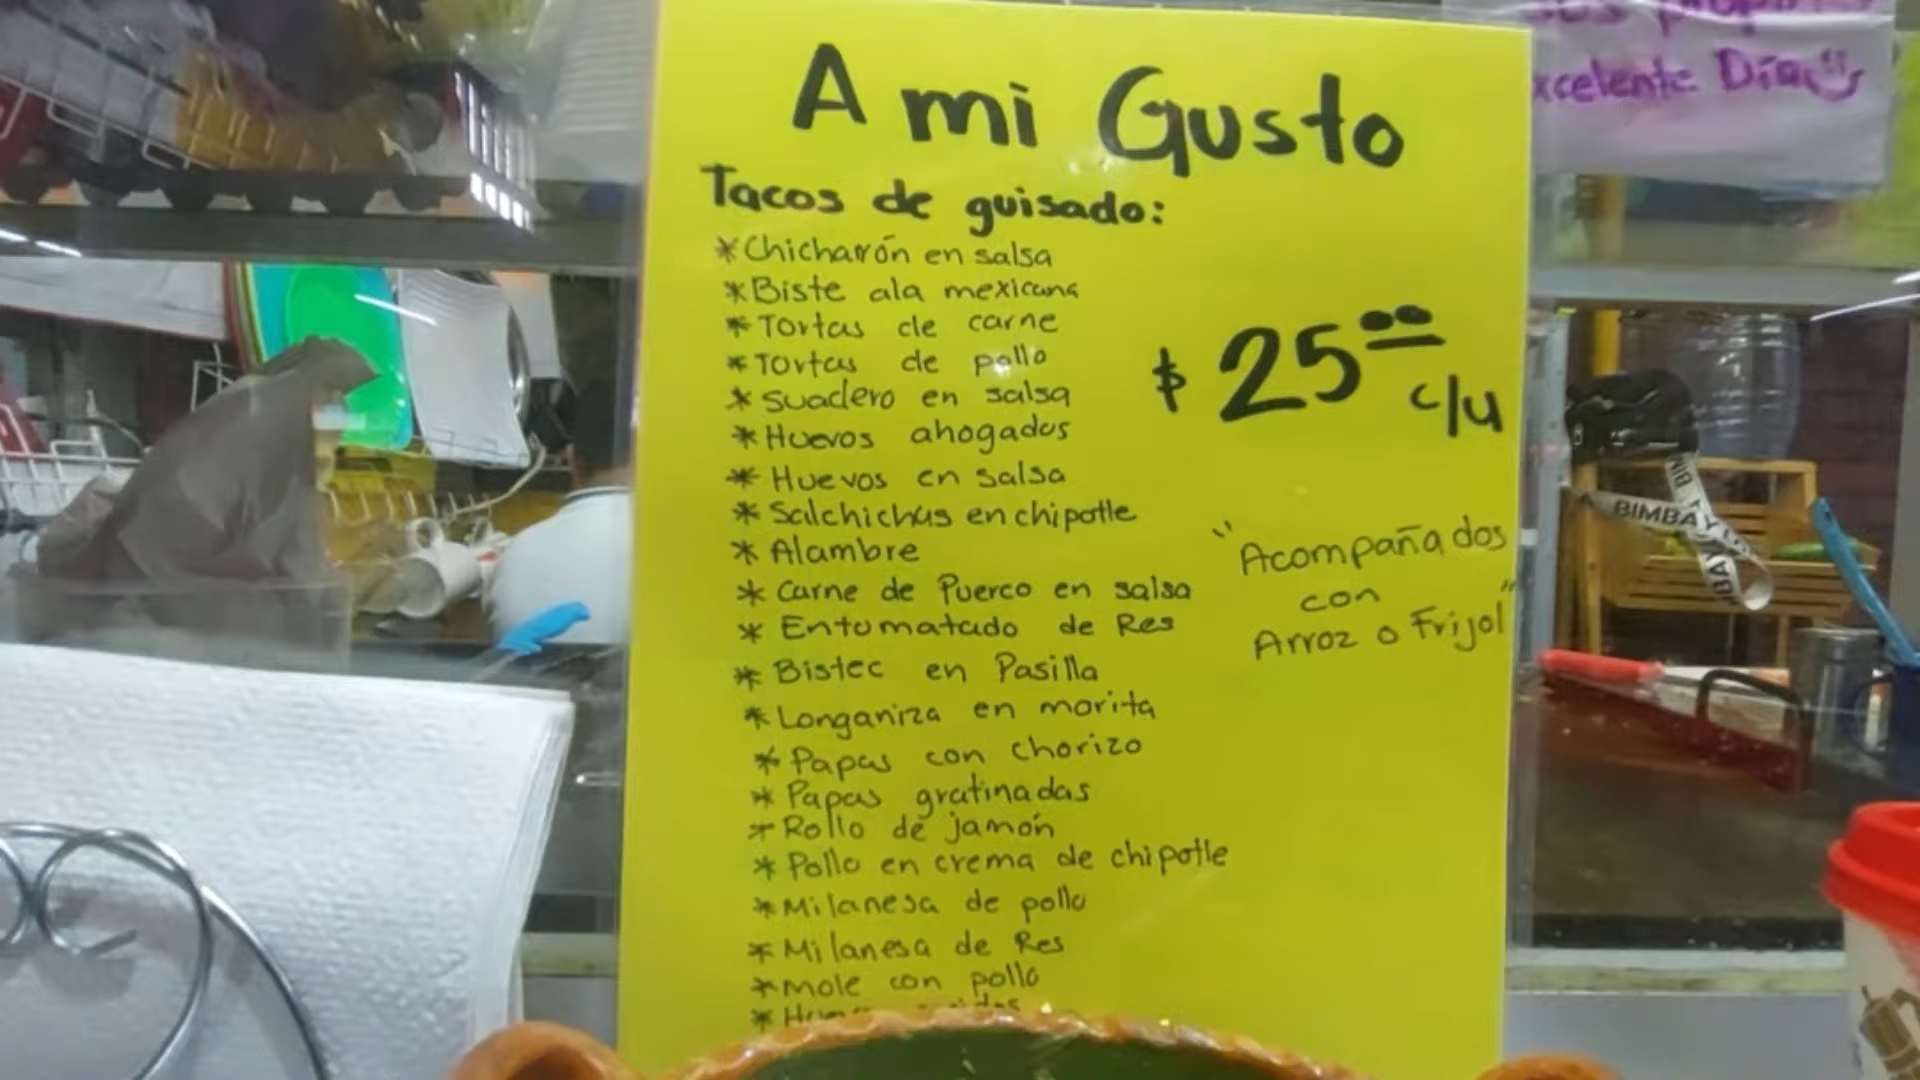 A mi Gusto
Tacos de guisado:
*Chicharrón en salsa
*Biste ala mexicana
*Tortas de carne
*Tortas de pollo
*Suadero en salsa
*Huevos ahogados
*Huevos en salsa
*Salchichas en chipotle
*Alambre
*Carne de Puerco en salsa
*Entomatado de Res
*Bistec en Pasilla
*Longaniza en morita
*Papas con chorizo
*Papas gratinadas
*Rollo de jamón
*Pollo en crema de chipotle
*Milanesa de pollo
*Milanesa de Res
*Mole con pollo
$ 25.00 c/u
"Acompañados
con
Arroz o Frijol"
xcelente Día
BIMBA Y